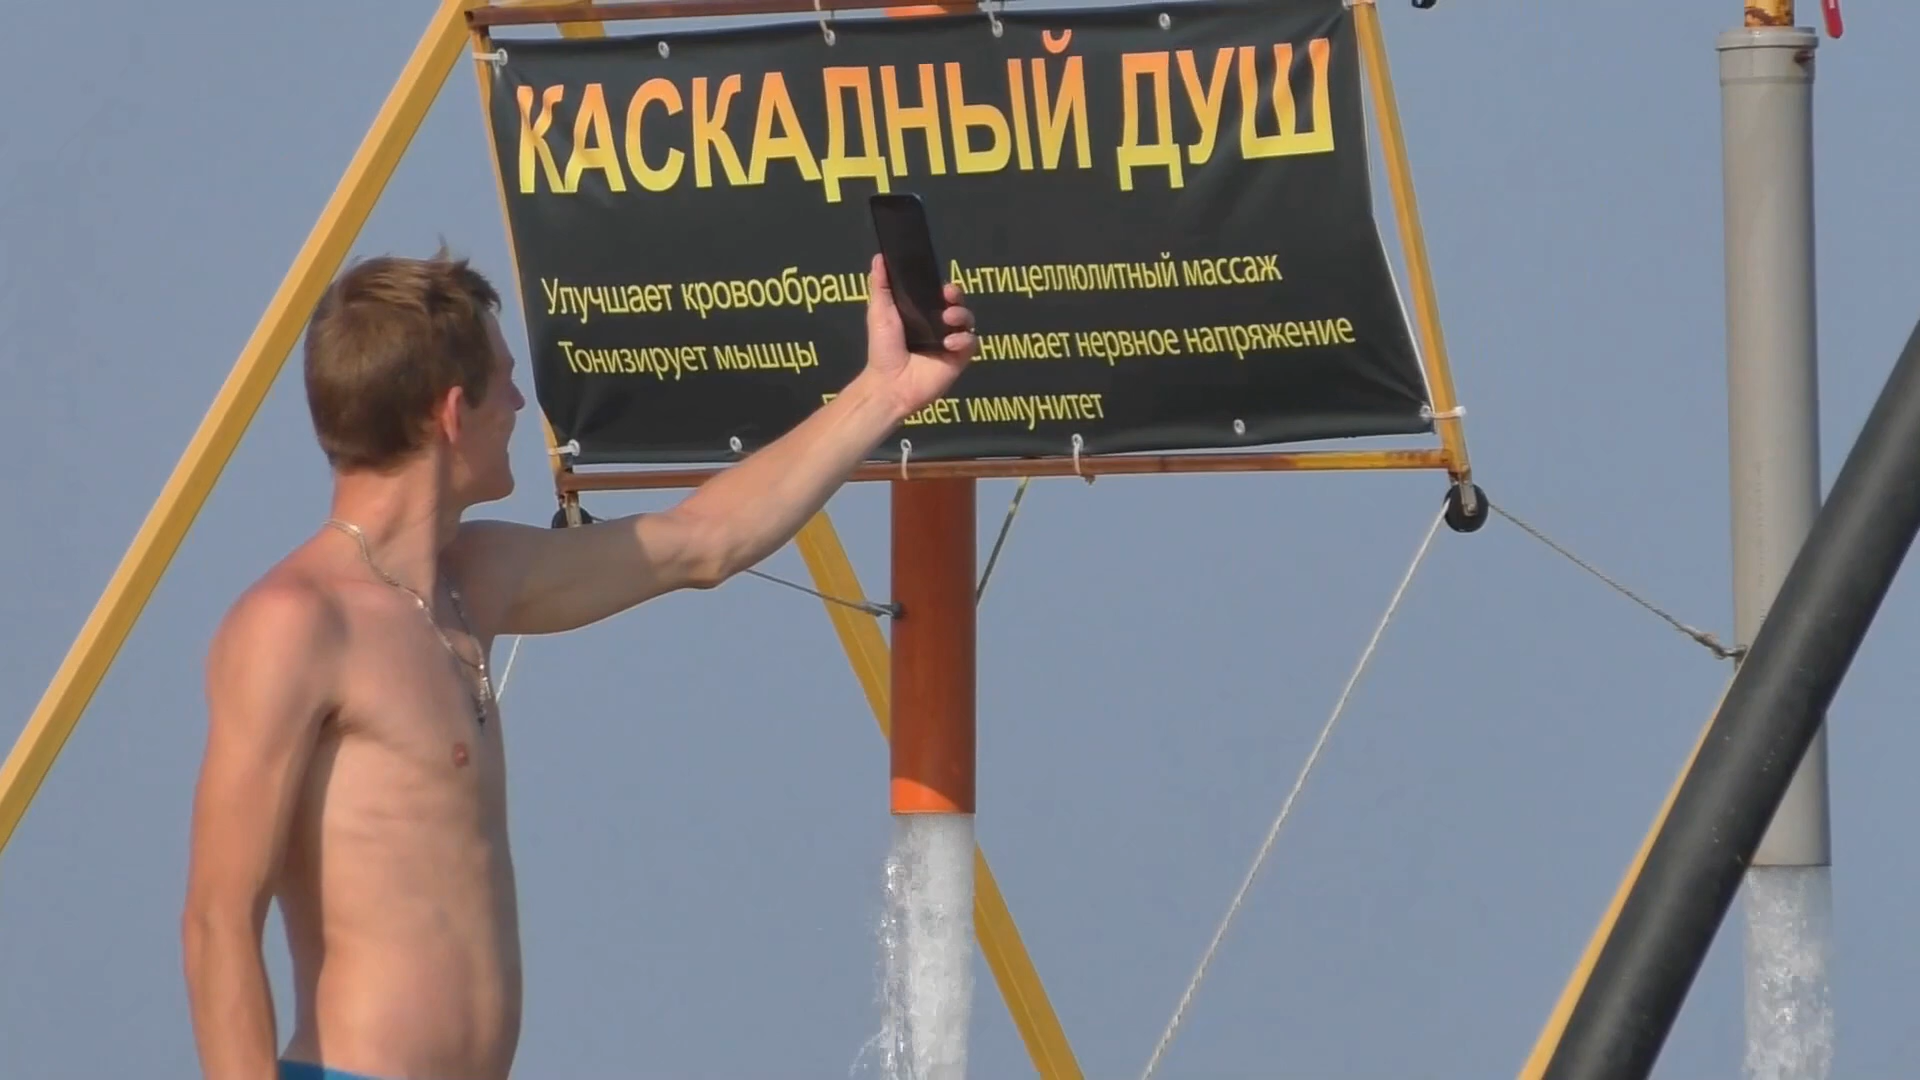 КАСКАДНЫЙ ДУШ
Улучшает кровообращ
Антицеллюлитный массаж
Тонизирует мышцы
нимает нервное напряжение
шает иммунитет